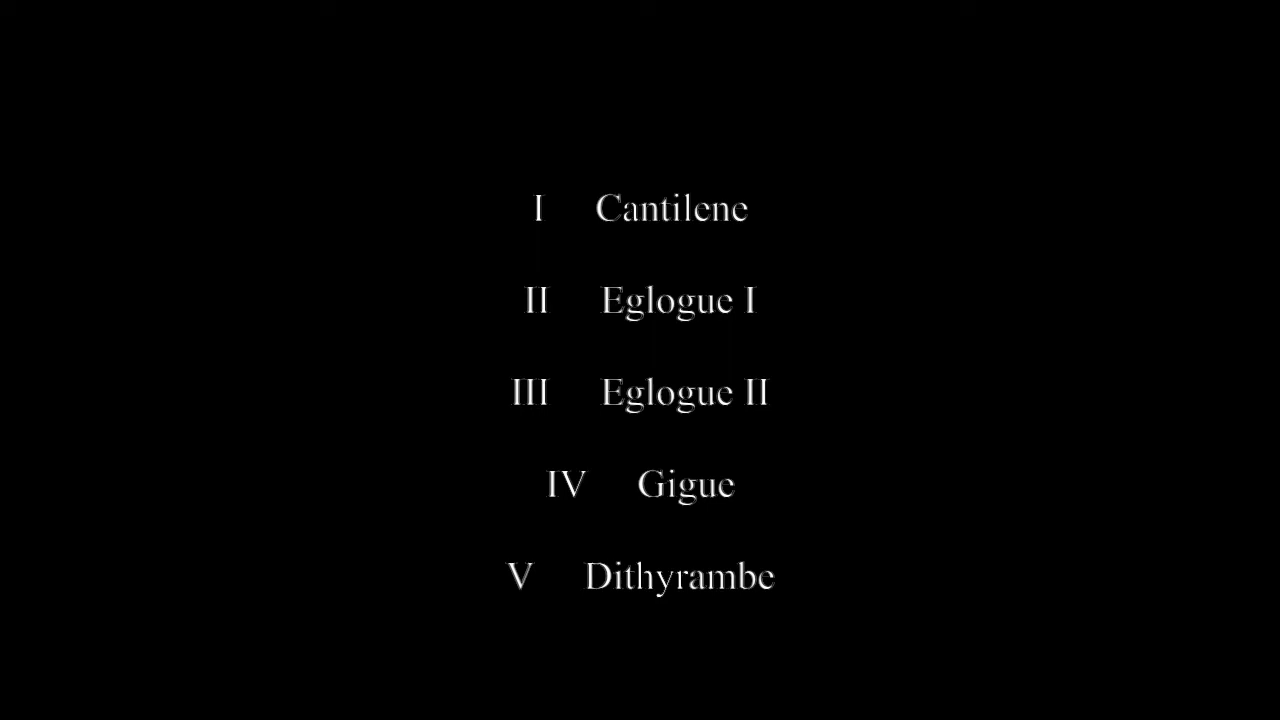 I Cantilene
II Eglogue I
III Eglogue II
IV Gigue
V Dithyrambe